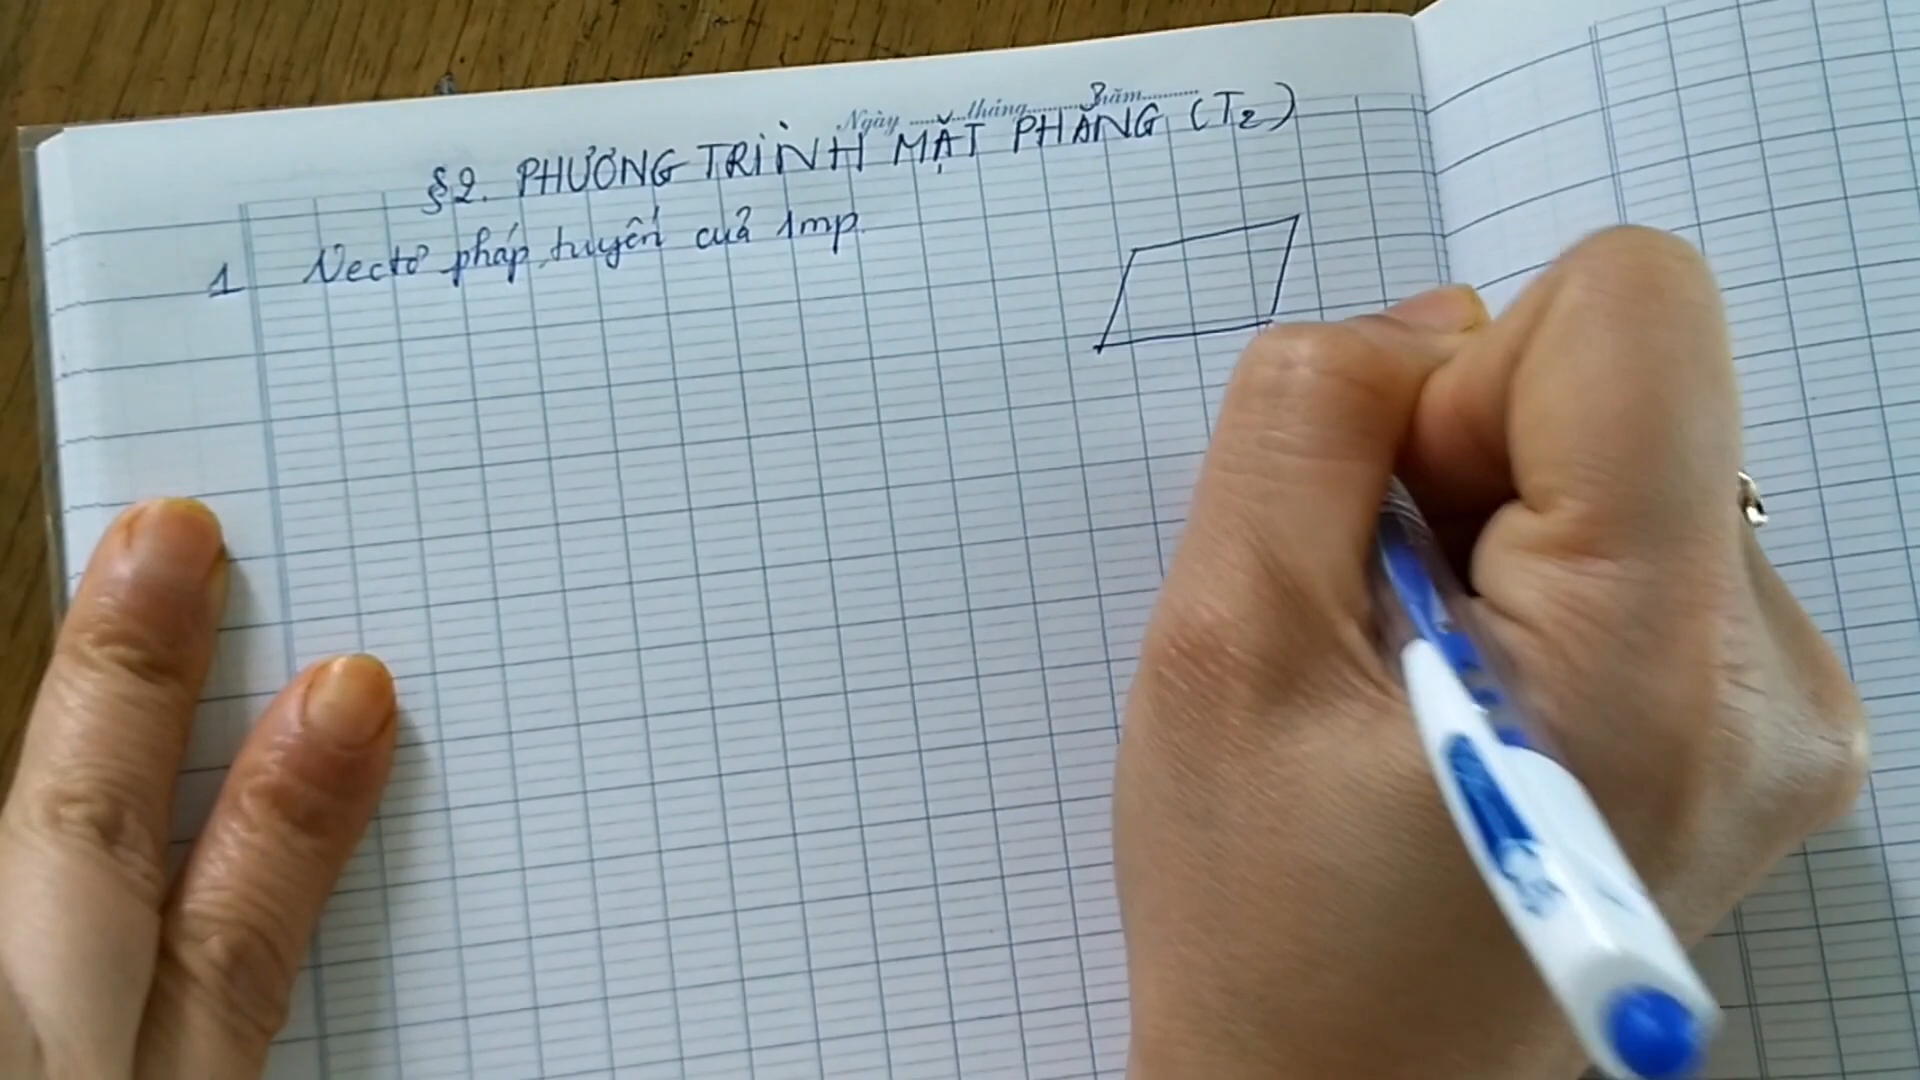 Ngày ......... tháng ......... năm .........
§2. PHƯƠNG TRÌNH MẶT PHẲNG (T2)
1 Vectơ pháp tuyến của 1mp.